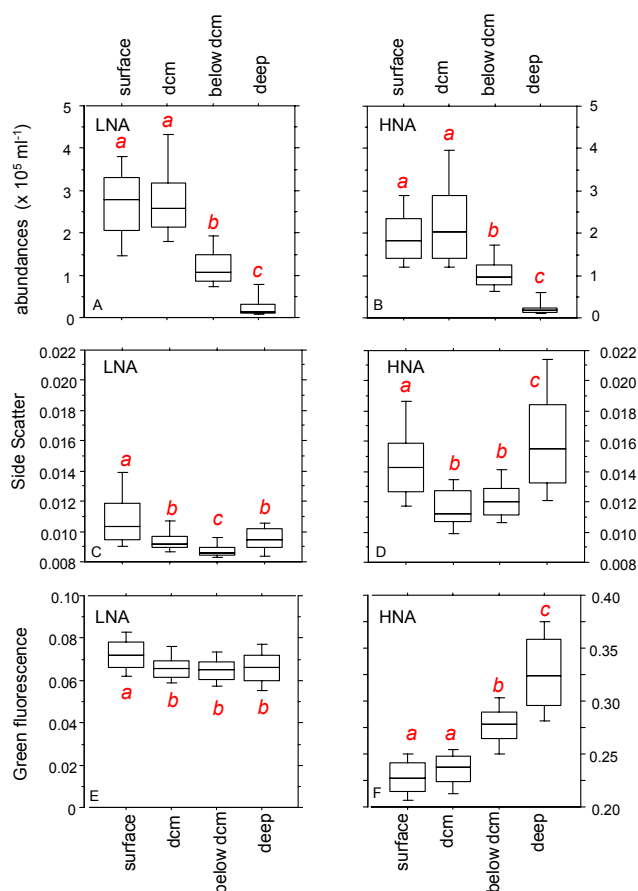 surface dcm below dcm deep
surface dcm below dcm deep
abundances (x 10⁵ ml⁻¹)
5 4 3 2 1 0
LNA
a a b c
A
HNA
a a b c
B
5 4 3 2 1 0
Side Scatter
0.022 0.020 0.018 0.016 0.014 0.012 0.010 0.008
LNA
a b c b
C
HNA
a b b c
D
0.022 0.020 0.018 0.016 0.014 0.012 0.010 0.008
Green fluorescence
0.10 0.08 0.06 0.04 0.02 0
LNA
a b b b
E
HNA
a a b c
F
0.40 0.35 0.30 0.25 0.20
surface dcm below dcm deep
surface dcm below dcm deep